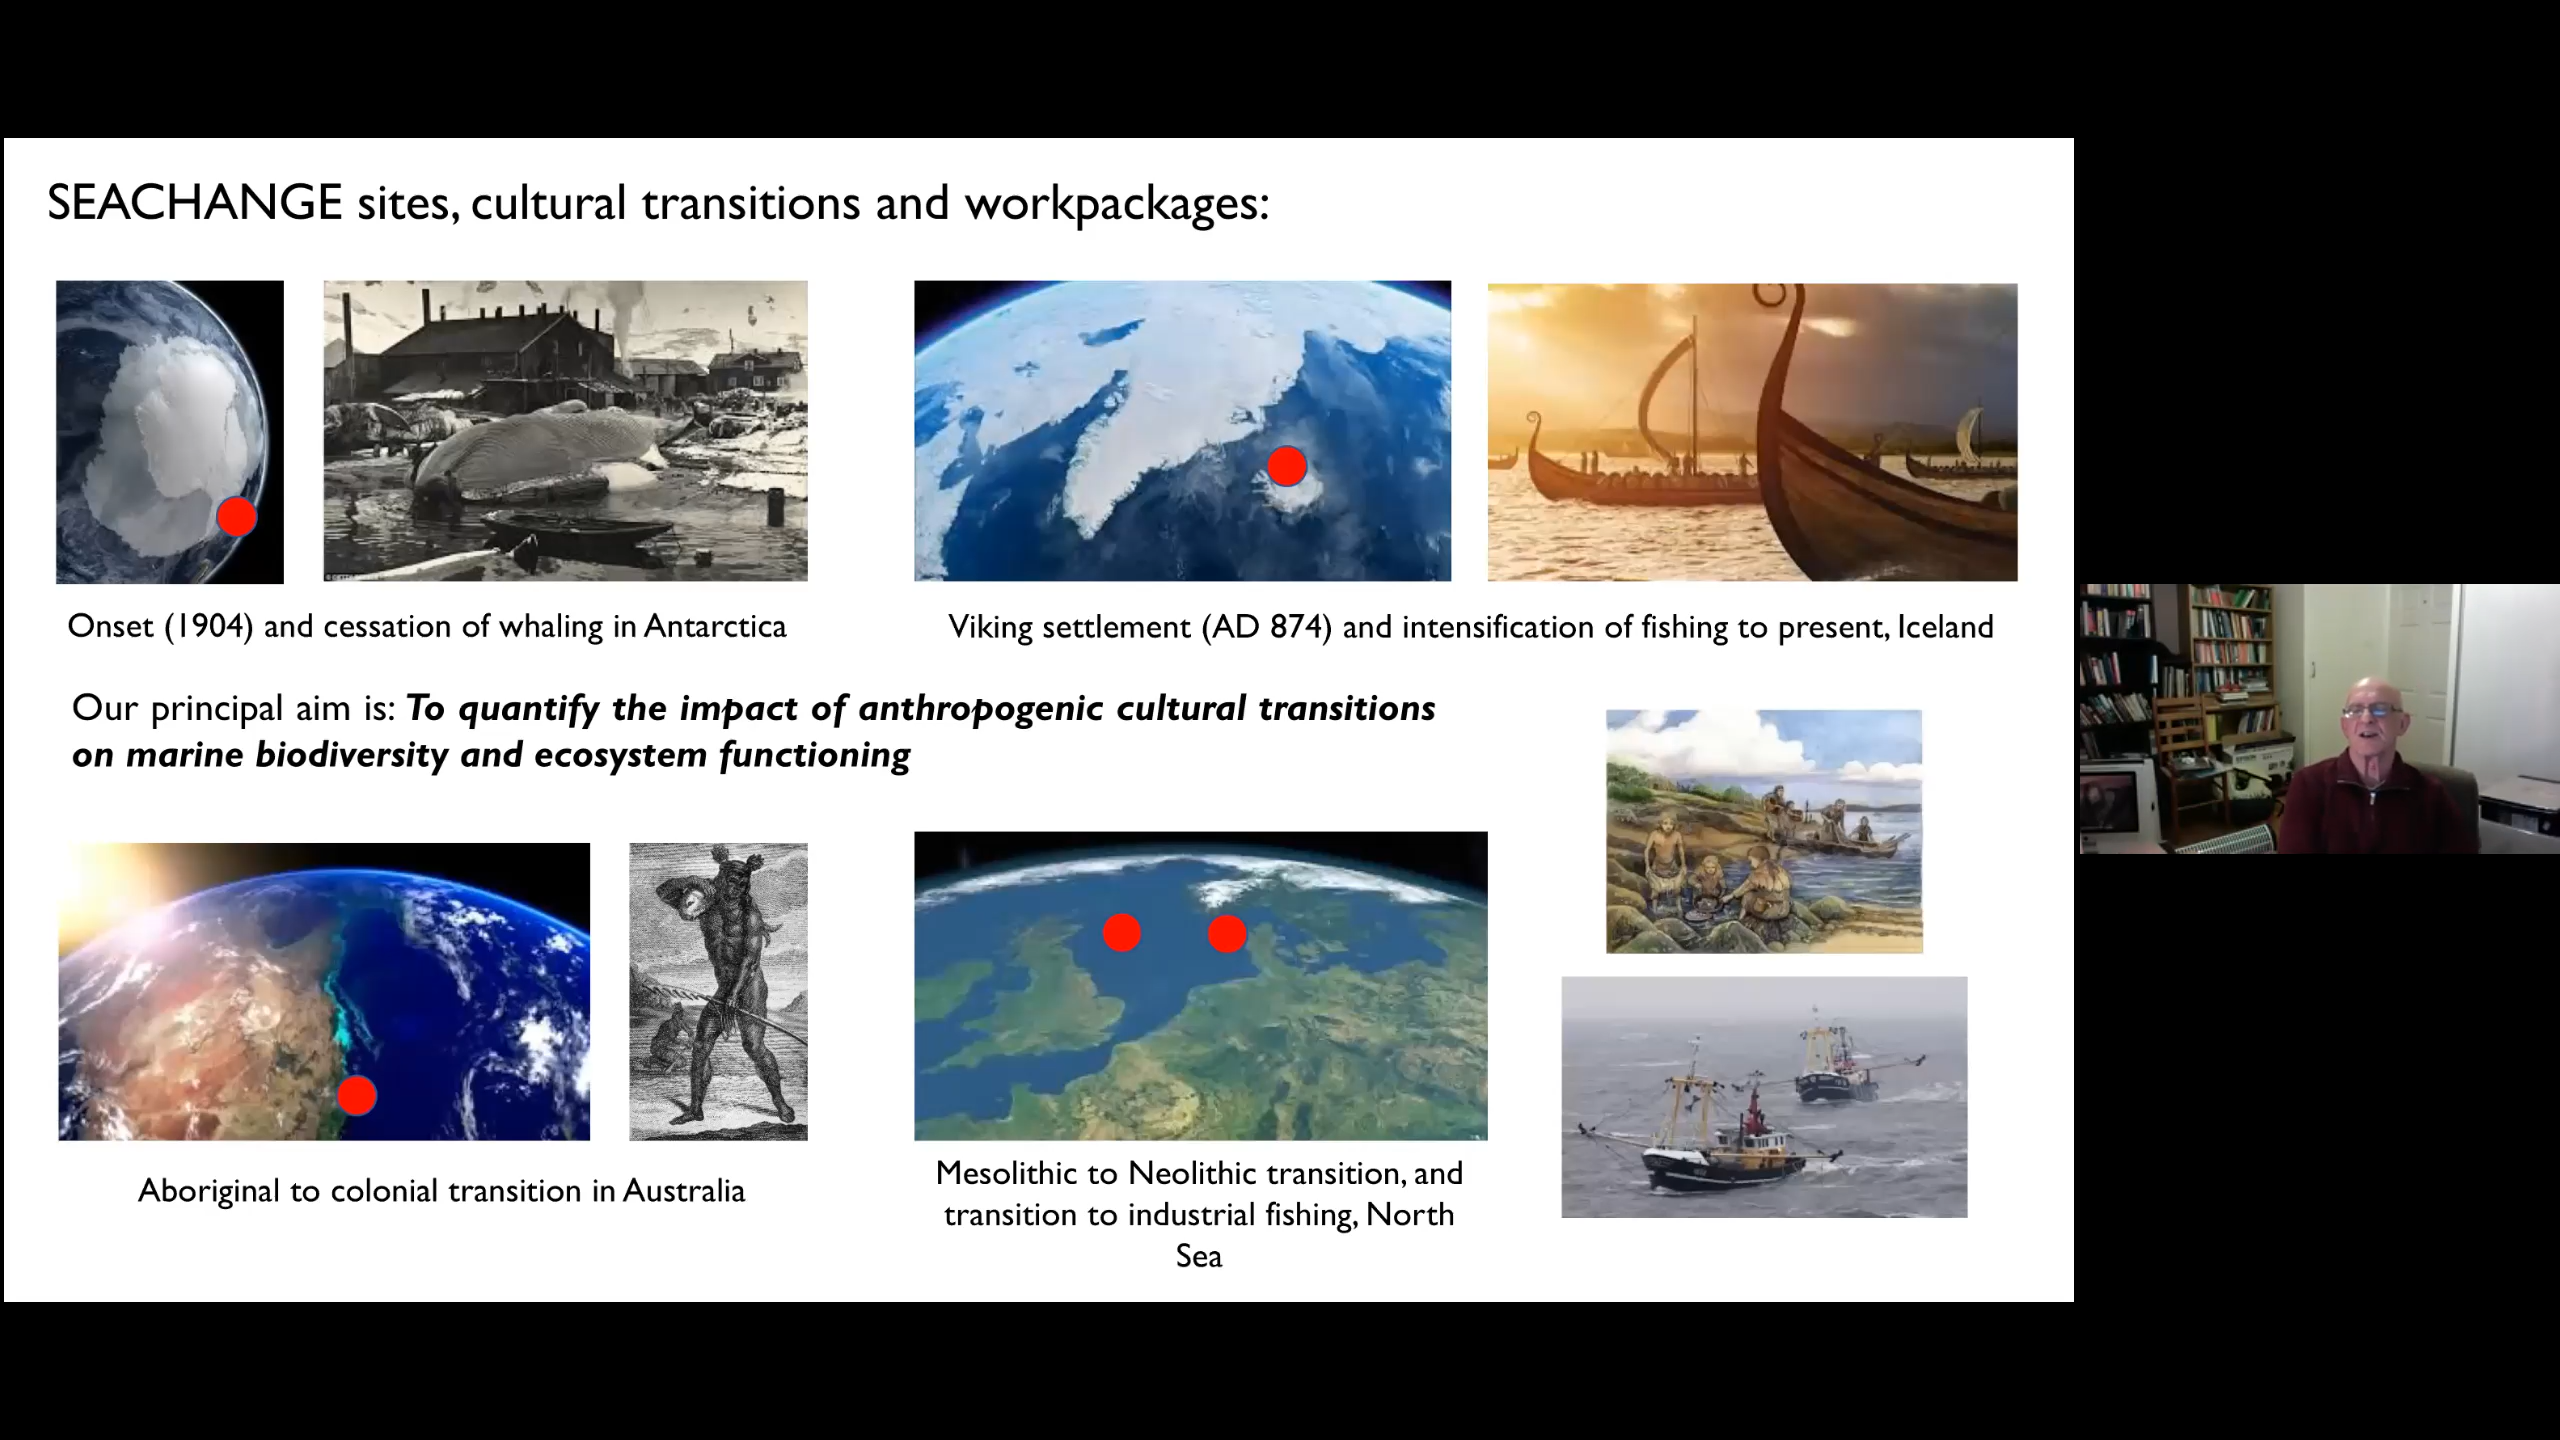 SEACHANGE sites, cultural transitions and workpackages:
Onset (1904) and cessation of whaling in Antarctica
Viking settlement (AD 874) and intensification of fishing to present, Iceland
Our principal aim is: To quantify the impact of anthropogenic cultural transitions
on marine biodiversity and ecosystem functioning
Aboriginal to colonial transition in Australia
Mesolithic to Neolithic transition, and
transition to industrial fishing, North
Sea